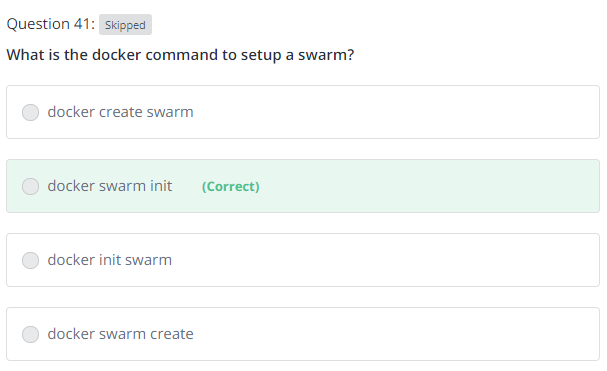 Question 41: Skipped
What is the docker command to setup a swarm?
docker create swarm
docker swarm init (Correct)
docker init swarm
docker swarm create